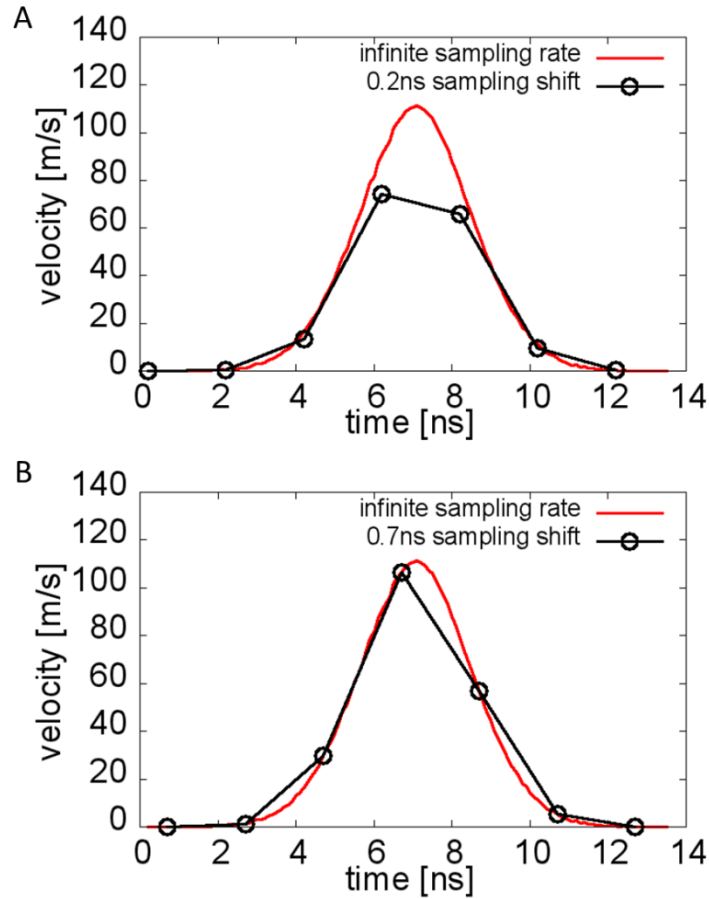 A
140
120
100
80
60
40
20
0
velocity [m/s]
infinite sampling rate
0.2ns sampling shift
0 2 4 6 8 10 12 14
time [ns]
B
140
120
100
80
60
40
20
0
velocity [m/s]
infinite sampling rate
0.7ns sampling shift
0 2 4 6 8 10 12 14
time [ns]